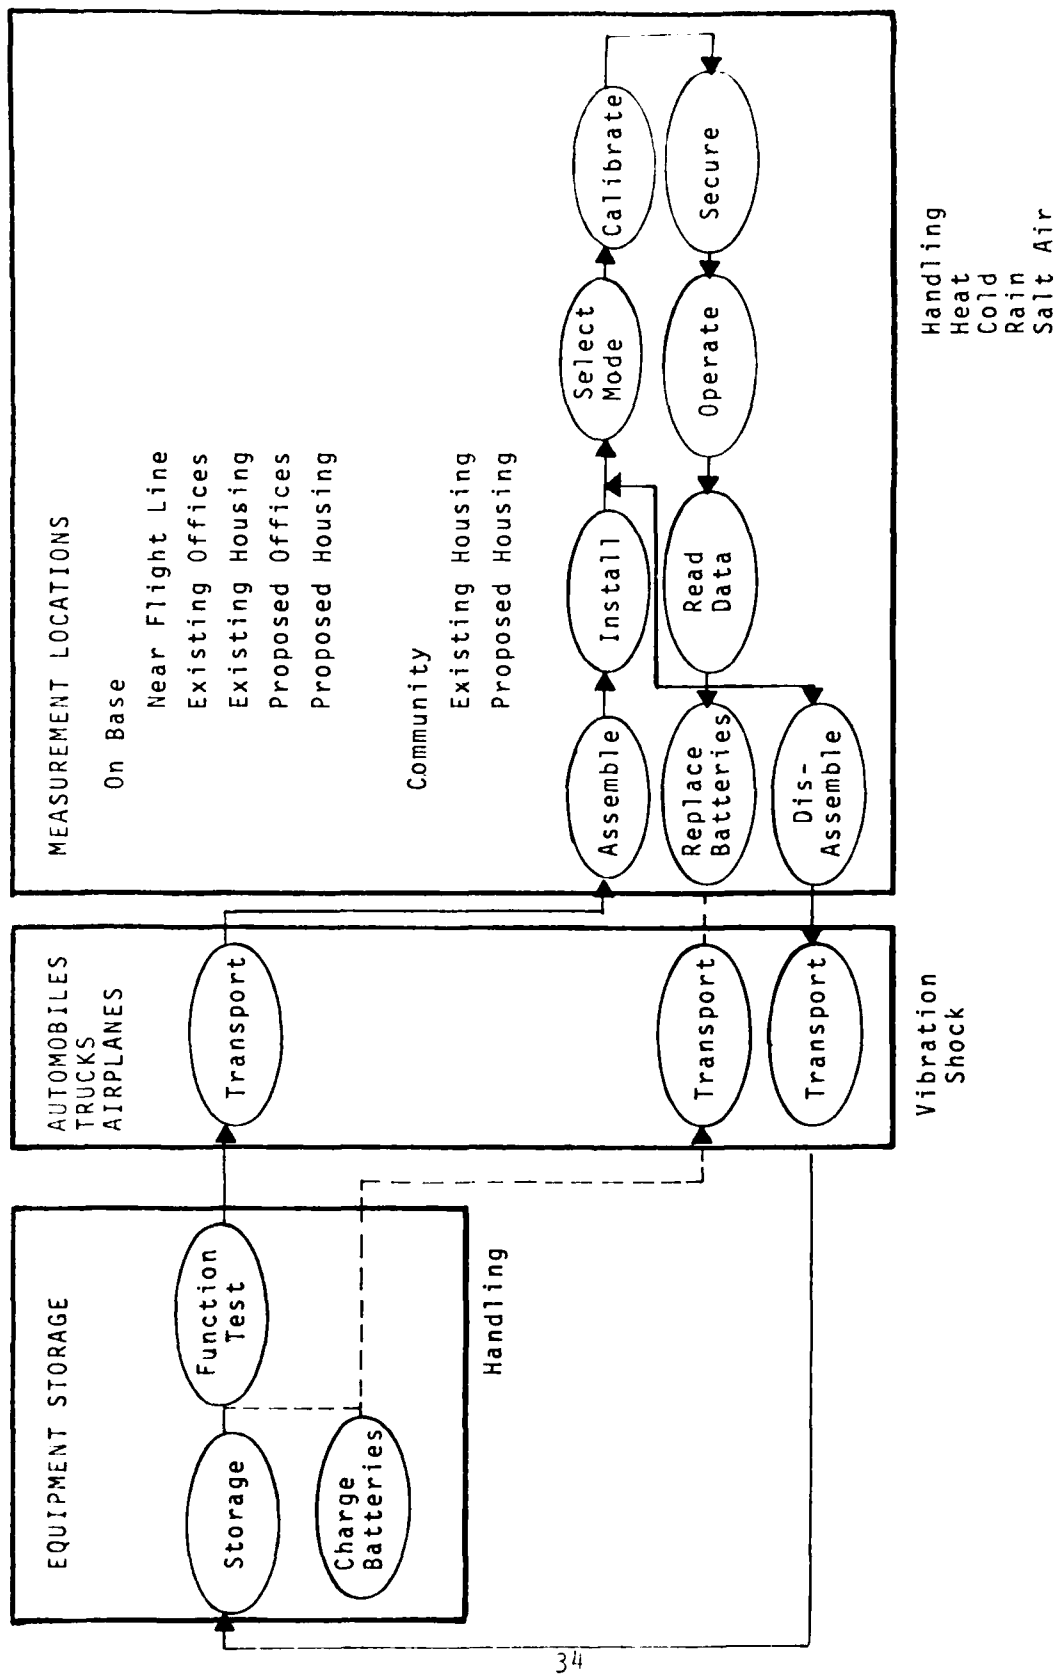 EQUIPMENT STORAGE
Storage
Function
Test
Charge
Batteries
Handling
AUTOMOBILES
TRUCKS
AIRPLANES
Transport
Transport
Transport
Vibration
Shock
MEASUREMENT LOCATIONS
On Base
Near Flight Line
Existing Offices
Existing Housing
Proposed Offices
Proposed Housing
Community
Existing Housing
Proposed Housing
Assemble
Install
Select
Mode
Calibrate
Replace
Batteries
Read
Data
Operate
Secure
Dis-
Assemble
Handling
Heat
Cold
Rain
Salt Air
34